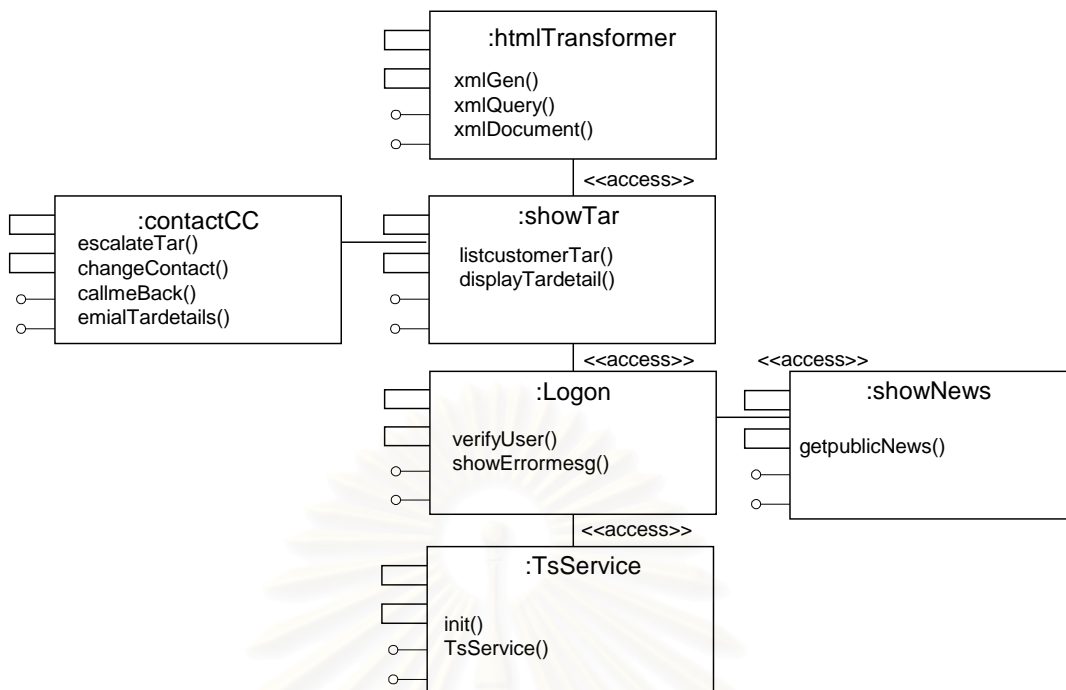 :htmlTransformer
xmlGen()
xmlQuery()
xmlDocument()
<<access>>
:contactCC
escalateTar()
changeContact()
callmeBack()
emialTardetails()
:showTar
listcustomerTar()
displayTardetail()
<<access>>
<<access>>
:Logon
verifyUser()
showErrormesg()
:showNews
getpublicNews()
<<access>>
:TsService
init()
TsService()